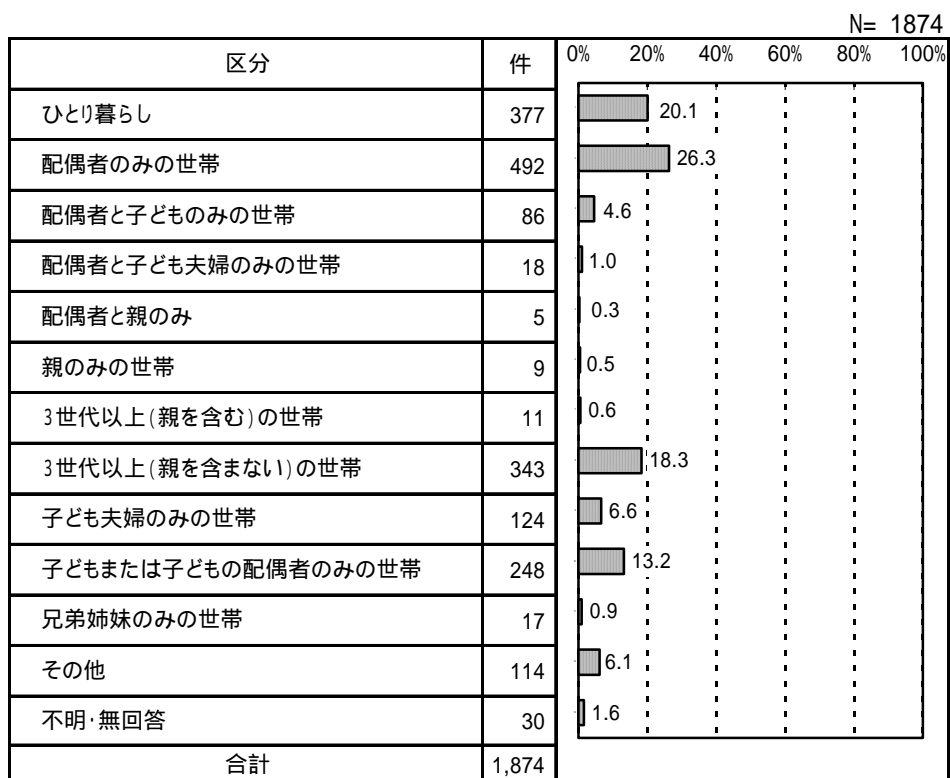 N= 1874
区分 件 0% 20% 40% 60% 80% 100%
ひとり暮らし 377 20.1
配偶者のみの世帯 492 26.3
配偶者と子どものみの世帯 86 4.6
配偶者と子ども夫婦のみの世帯 18 1.0
配偶者と親のみ 5 0.3
親のみの世帯 9 0.5
3世代以上(親を含む)の世帯 11 0.6
3世代以上(親を含まない)の世帯 343 18.3
子ども夫婦のみの世帯 124 6.6
子どもまたは子どもの配偶者のみの世帯 248 13.2
兄弟姉妹のみの世帯 17 0.9
その他 114 6.1
不明・無回答 30 1.6
合計 1,874